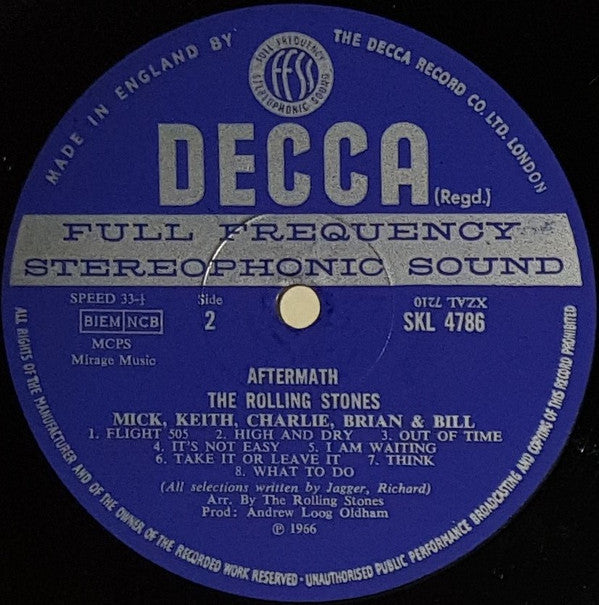 MADE IN ENGLAND BY
FULL FREQUENCY
FFSS
STEREOPHONIC SOUND
THE DECCA RECORD CO. LTD. LONDON
DECCA (Regd.)
FULL FREQUENCY
STEREOPHONIC SOUND
SPEED 33-⅓
Side
XZAL 7210
BIEM NCB
2
SKL 4786
MCPS
Mirage Music
AFTERMATH
THE ROLLING STONES
MICK, KEITH, CHARLIE, BRIAN & BILL
1. FLIGHT 505 2. HIGH AND DRY 3. OUT OF TIME
4. IT'S NOT EASY 5. I AM WAITING
6. TAKE IT OR LEAVE IT 7. THINK
8. WHAT TO DO
(All selections written by Jagger, Richard)
Arr. By The Rolling Stones
Prod: Andrew Loog Oldham
℗ 1966
ALL RIGHTS OF THE MANUFACTURER AND OF THE OWNER OF THE RECORDED WORK RESERVED - UNAUTHORISED PUBLIC PERFORMANCE BROADCASTING AND COPYING OF THIS RECORD PROHIBITED